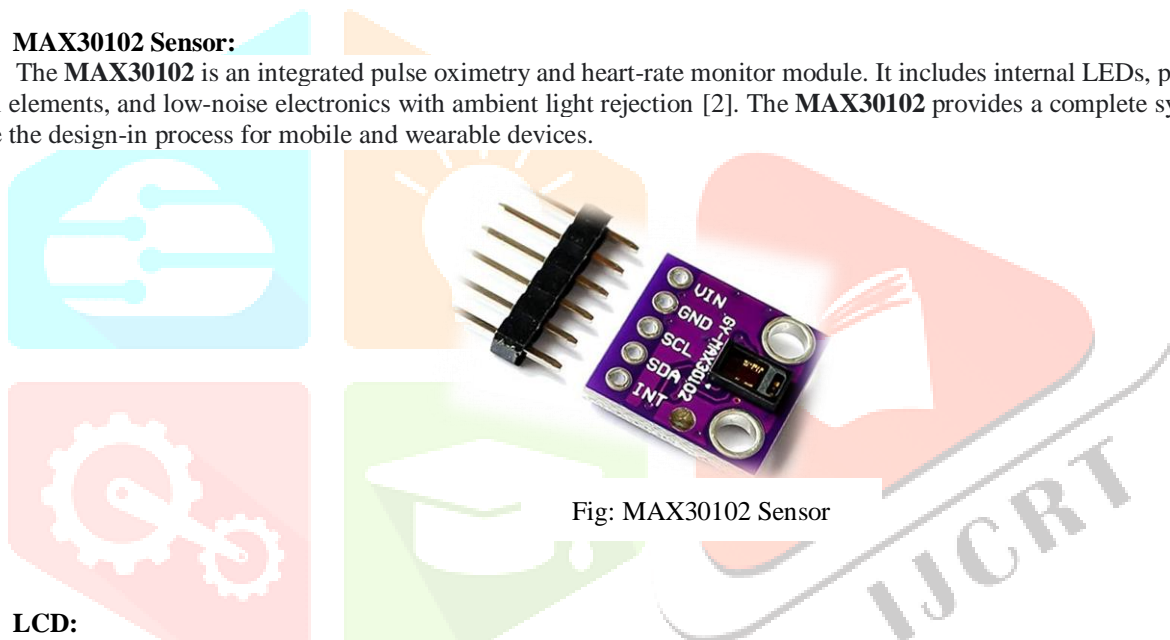 MAX30102 Sensor:
The MAX30102 is an integrated pulse oximetry and heart-rate monitor module. It includes internal LEDs,
elements, and low-noise electronics with ambient light rejection [2]. The MAX30102 provides a complete
the design-in process for mobile and wearable devices.
VIN
GND
SCL
SDA
INT
GY-MAX30102
Fig: MAX30102 Sensor
IJCRT
LCD: